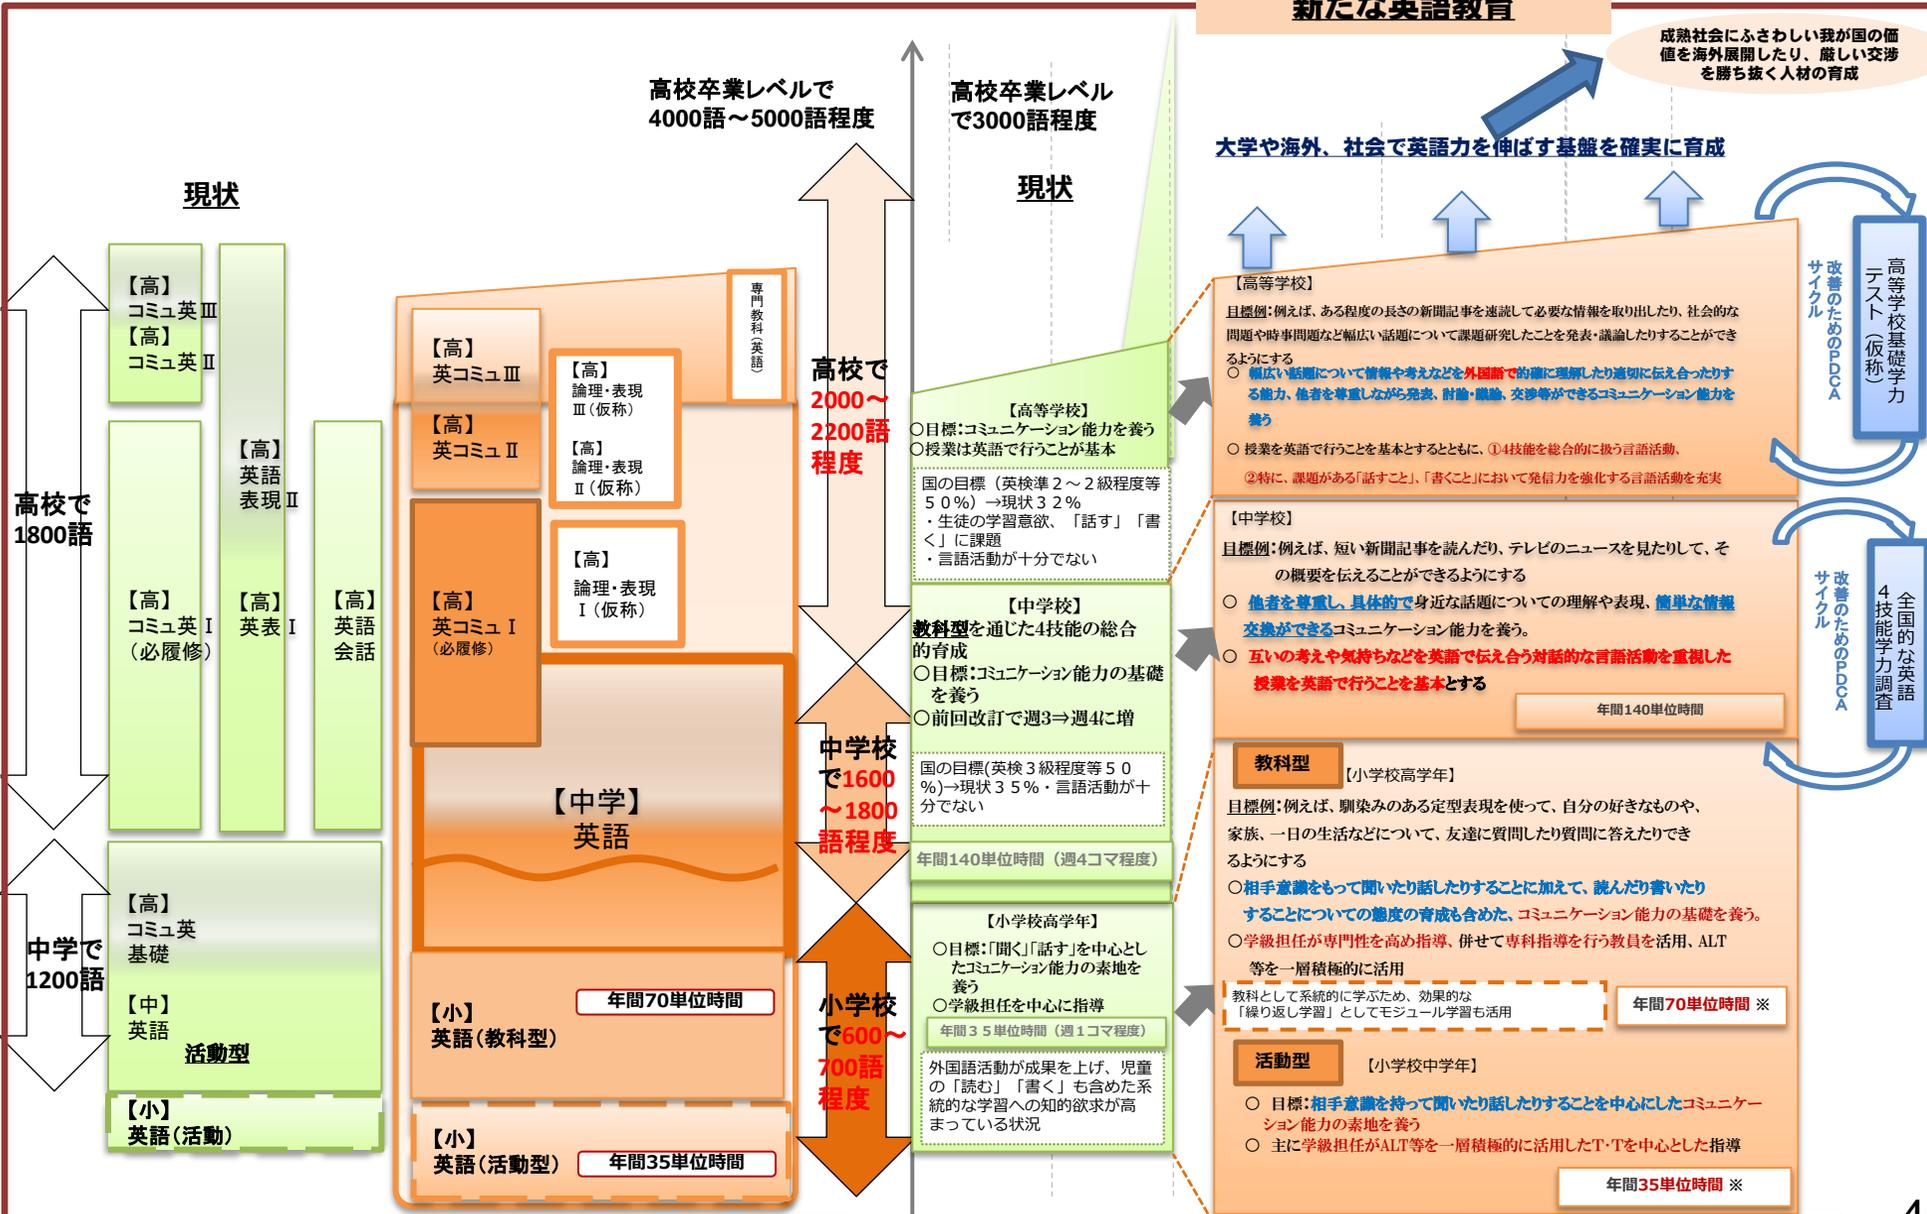 新たな英語教育
成熟社会にふさわしい我が国の価
値を海外展開したり、厳しい交渉
を勝ち抜く人材の育成
高校卒業レベルで
4000語～5000語程度
高校卒業レベル
で3000語程度
大学や海外、社会で英語力を伸ばす基盤を確実に育成
現状
現状
高校で
1800語
中学で
1200語
【高】
コミュ英Ⅲ
【高】
コミュ英Ⅱ
【高】
英語
表現Ⅱ
【高】
コミュ英Ⅰ
（必履修）
【高】
英表Ⅰ
【高】
英語
会話
【高】
コミュ英
基礎
【中】
英語
活動型
【小】
英語（活動）
【高】
英コミュⅢ
【高】
英コミュⅡ
【高】
英コミュⅠ
（必履修）
専門教科（英語）
【高】
論理・表現
Ⅲ（仮称）
【高】
論理・表現
Ⅱ（仮称）
【高】
論理・表現
Ⅰ（仮称）
【中学】
英語
【小】
英語（教科型）
年間70単位時間
【小】
英語（活動型）
年間35単位時間
高校で
2000～
2200語
程度
中学校
で1600
～1800
語程度
小学校
で600～
700語
程度
【高等学校】
○目標：コミュニケーション能力を養う
○授業は英語で行うことが基本
国の目標（英検準２～２級程度等
５０%）→現状３２%
・生徒の学習意欲、「話す」「書
く」に課題
・言語活動が十分でない
【中学校】
教科型を通じた4技能の総合
的育成
○目標：コミュニケーション能力の基礎
を養う
○前回改訂で週3⇒週4に増
国の目標(英検３級程度等５０
%)→現状３５%・言語活動が十
分でない
年間140単位時間（週4コマ程度）
【小学校高学年】
○目標：「聞く」「話す」を中心とし
たコミュニケーション能力の素地を
養う
○学級担任を中心に指導
年間３５単位時間（週１コマ程度）
外国語活動が成果を上げ、児童
の「読む」「書く」も含めた系
統的な学習への知的欲求が高
まっている状況
【高等学校】
目標例：例えば、ある程度の長さの新聞記事を速読して必要な情報を取り出したり、社会的な
問題や時事問題など幅広い話題について課題研究したことを発表・議論したりすることができ
るようにする
○ 幅広い話題について情報や考えなどを外国語で的確に理解したり適切に伝え合ったりす
る能力、他者を尊重しながら発表、討論・議論、交渉等ができるコミュニケーション能力を
養う
○ 授業を英語で行うことを基本とするとともに、①4技能を総合的に扱う言語活動、
②特に、課題がある「話すこと」、「書くこと」において発信力を強化する言語活動を充実
【中学校】
目標例：例えば、短い新聞記事を読んだり、テレビのニュースを見たりして、そ
の概要を伝えることができるようにする
○ 他者を尊重し、具体的で身近な話題についての理解や表現、簡単な情報
交換ができるコミュニケーション能力を養う。
○ 互いの考えや気持ちなどを英語で伝え合う対話的な言語活動を重視した
授業を英語で行うことを基本とする
年間140単位時間
教科型
【小学校高学年】
目標例：例えば、馴染みのある定型表現を使って、自分の好きなものや、
家族、一日の生活などについて、友達に質問したり質問に答えたりでき
るようにする
○相手意識をもって聞いたり話したりすることに加えて、読んだり書いたり
することについての態度の育成も含めた、コミュニケーション能力の基礎を養う。
○学級担任が専門性を高め指導、併せて専科指導を行う教員を活用、ALT
等を一層積極的に活用
教科として系統的に学ぶため、効果的な
「繰り返し学習」としてモジュール学習も活用
年間70単位時間 ※
活動型
【小学校中学年】
○ 目標：相手意識を持って聞いたり話したりすることを中心にしたコミュニケー
ション能力の素地を養う
○ 主に学級担任がALT等を一層積極的に活用したT・Tを中心とした指導
年間35単位時間 ※
改善のためのPDCA
サイクル
高等学校基礎学力
テスト（仮称）
改善のためのPDCA
サイクル
全国的な英語
4技能学力調査
4